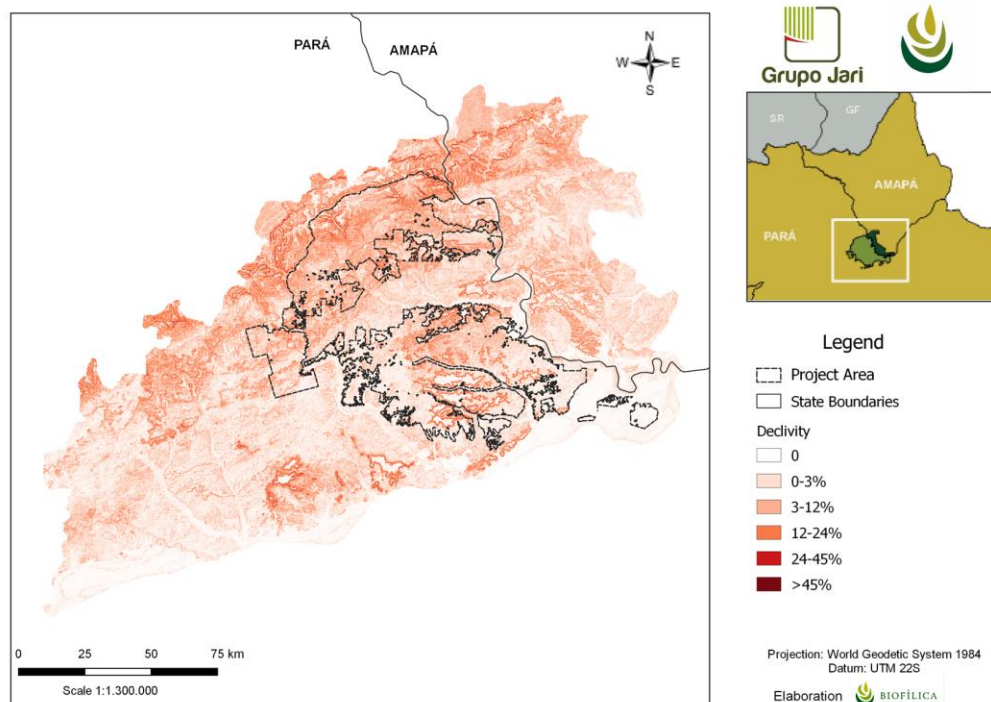 PARÁ
AMAPÁ
N
W E
S
0 25 50 75 km
Scale 1:1.300.000
Grupo Jari
SR
GF
AMAPÁ
PARÁ
Legend
Project Area
State Boundaries
Declivity
0
0-3%
3-12%
12-24%
24-45%
>45%
Projection: World Geodetic System 1984
Datum: UTM 22S
Elaboration BIOFÍLICA